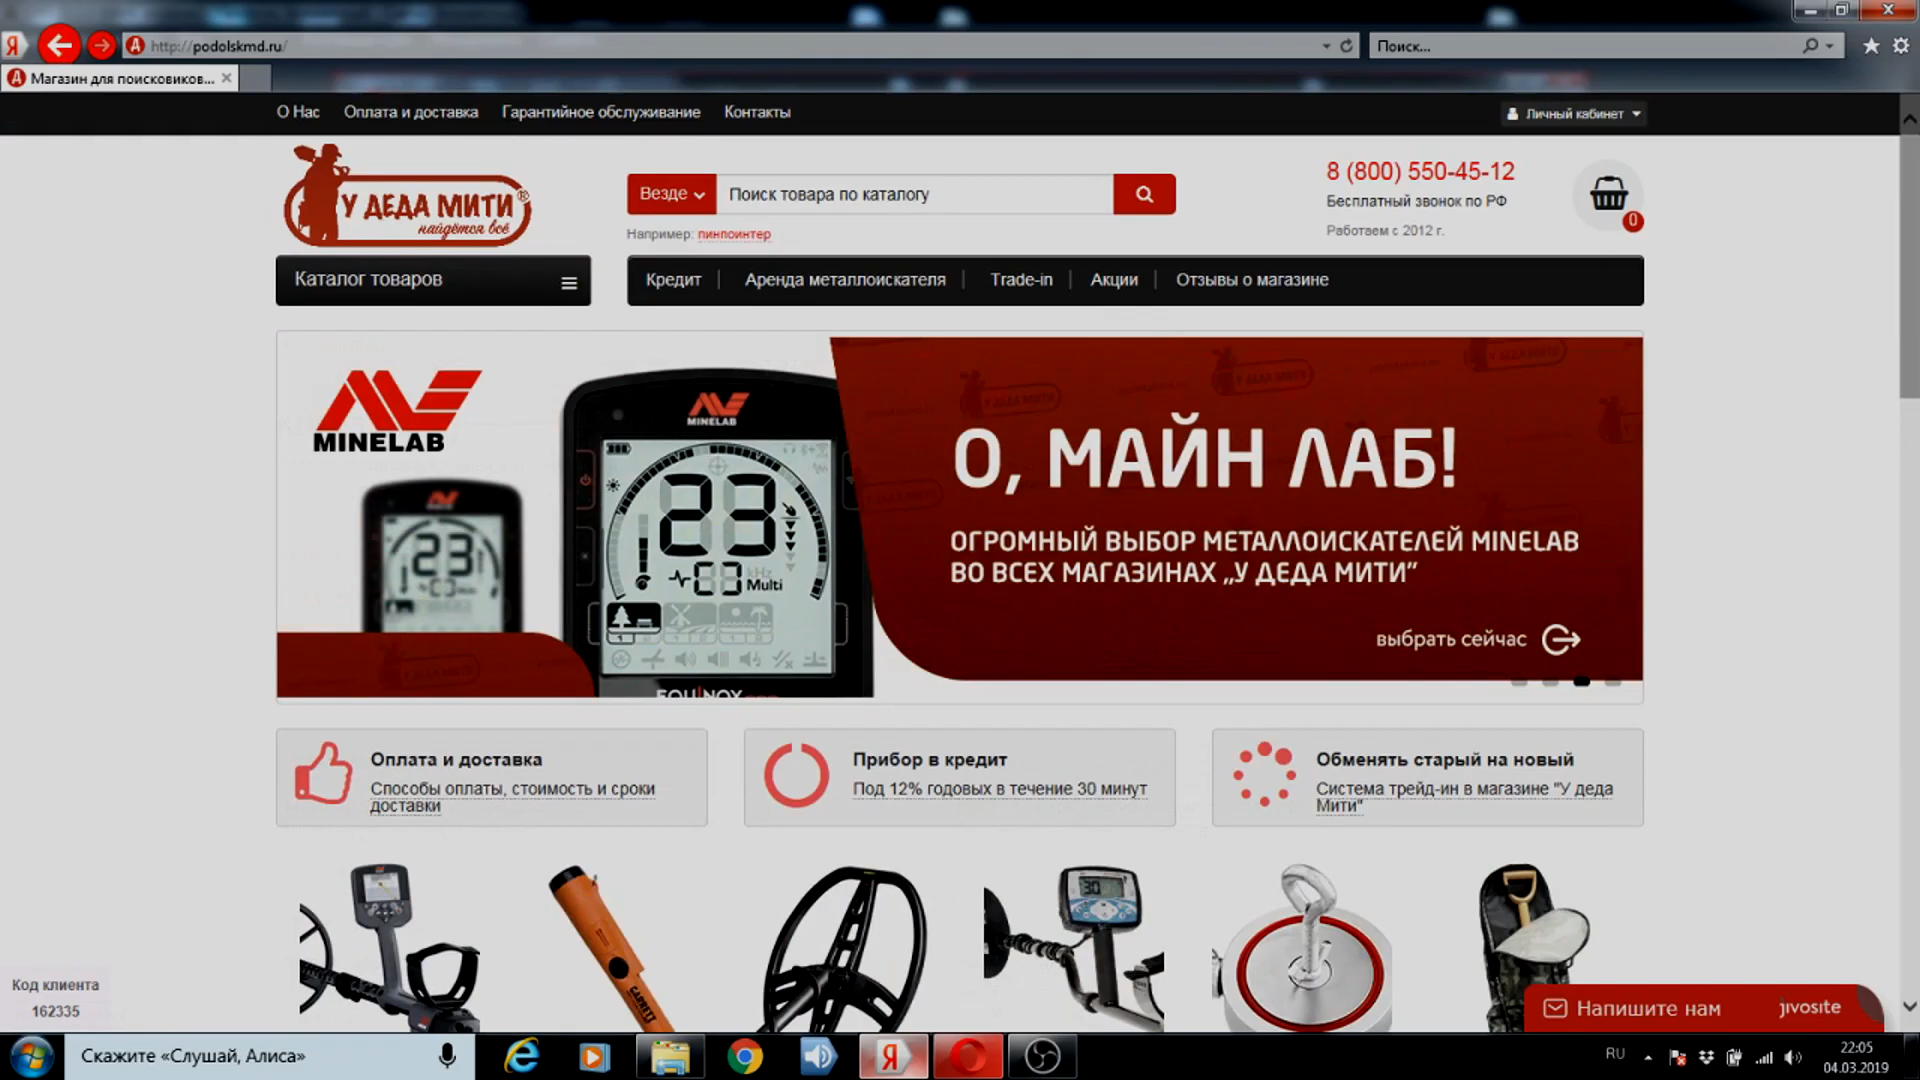 http://podolskmd.ru/
Поиск...
Магазин для поисковиков...
О Нас
Оплата и доставка
Гарантийное обслуживание
Контакты
Личный кабинет
У ДЕДА МИТИ®
найдётся всё
Везде
Поиск товара по каталогу
Например: пинпоинтер
8 (800) 550-45-12
Бесплатный звонок по РФ
Работаем с 2012 г.
0
Каталог товаров
Кредит
Аренда металлоискателя
Trade-in
Акции
Отзывы о магазине
MINELAB
MINELAB
23
23
kHz
Multi
EQUINOX
О, МАЙН ЛАБ!
ОГРОМНЫЙ ВЫБОР МЕТАЛЛОИСКАТЕЛЕЙ MINELAB
ВО ВСЕХ МАГАЗИНАХ „У ДЕДА МИТИ”
выбрать сейчас
Оплата и доставка
Способы оплаты, стоимость и сроки
доставки
Прибор в кредит
Под 12% годовых в течение 30 минут
Обменять старый на новый
Система трейд-ин в магазине "У деда
Мити"
30
GARRETT
Код клиента
162335
Напишите нам
jivosite
Скажите «Слушай, Алиса»
RU
22:05
04.03.2019